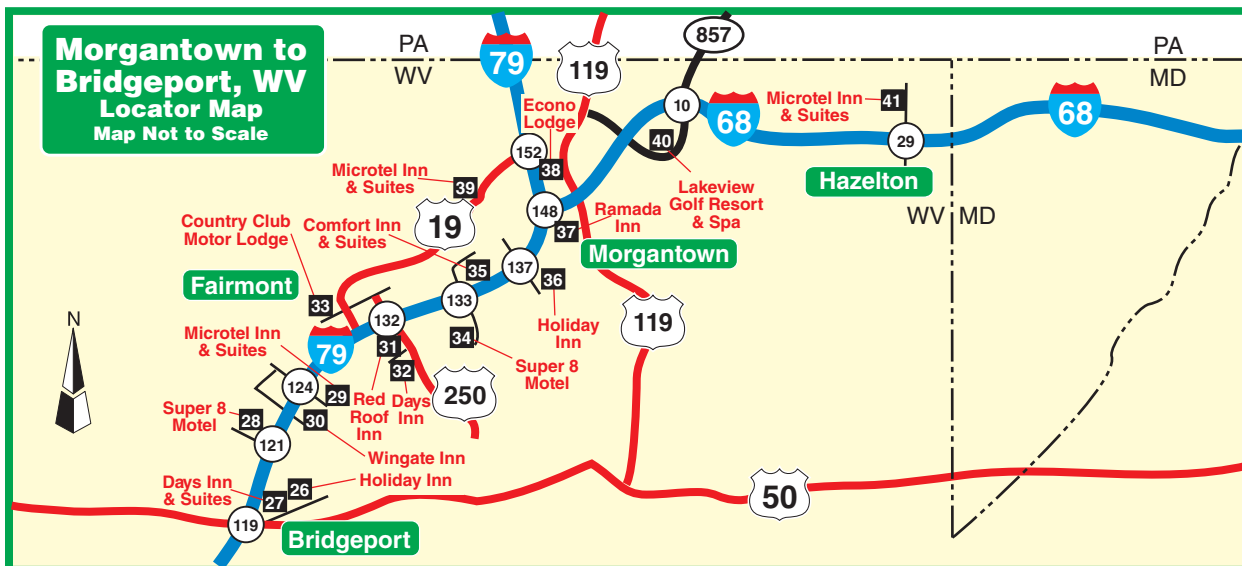 Morgantown to
Bridgeport, WV
Locator Map
Map Not to Scale
PA
WV
79
119
857
PA
MD
Econo
Lodge
10
68
Microtel Inn
& Suites
41
68
29
152
38
40
Hazelton
Microtel Inn
& Suites
39
Lakeview
Golf Resort
& Spa
WV
MD
148
Ramada
Inn
37
19
Country Club
Motor Lodge
Comfort Inn
& Suites
Morgantown
35
137
36
Fairmont
33
133
Holiday
Inn
119
132
34
N
Microtel Inn
& Suites
79
31
32
Super 8
Motel
124
29
Red
Roof
Inn
Days
Inn
250
Super 8
Motel
28
30
121
Wingate Inn
Days Inn
& Suites
26
Holiday Inn
27
50
119
Bridgeport